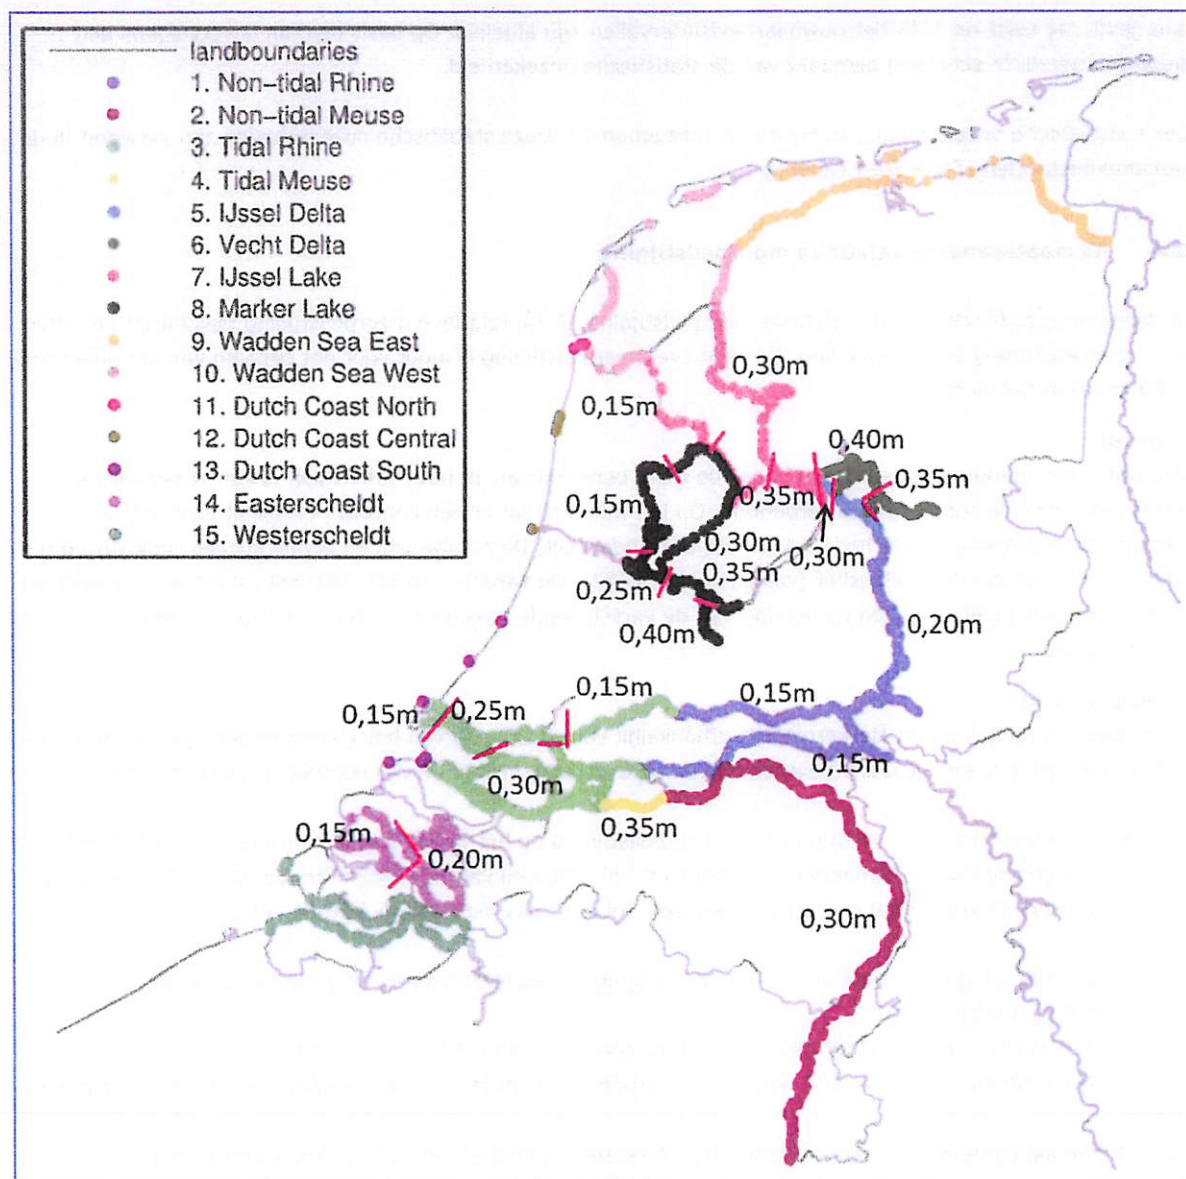 landboundaries
1. Non-tidal Rhine
2. Non-tidal Meuse
3. Tidal Rhine
4. Tidal Meuse
5. IJssel Delta
6. Vecht Delta
7. IJssel Lake
8. Marker Lake
9. Wadden Sea East
10. Wadden Sea West
11. Dutch Coast North
12. Dutch Coast Central
13. Dutch Coast South
14. Easterscheldt
15. Westerscheldt
0,30m
0,15m
0,40m
0,35m
0,15m
0,35m
0,30m
0,30m
0,35m
0,25m
0,40m
0,20m
0,15m
0,15m
0,15m
0,25m
0,15m
0,30m
0,35m
0,15m
0,20m
0,30m